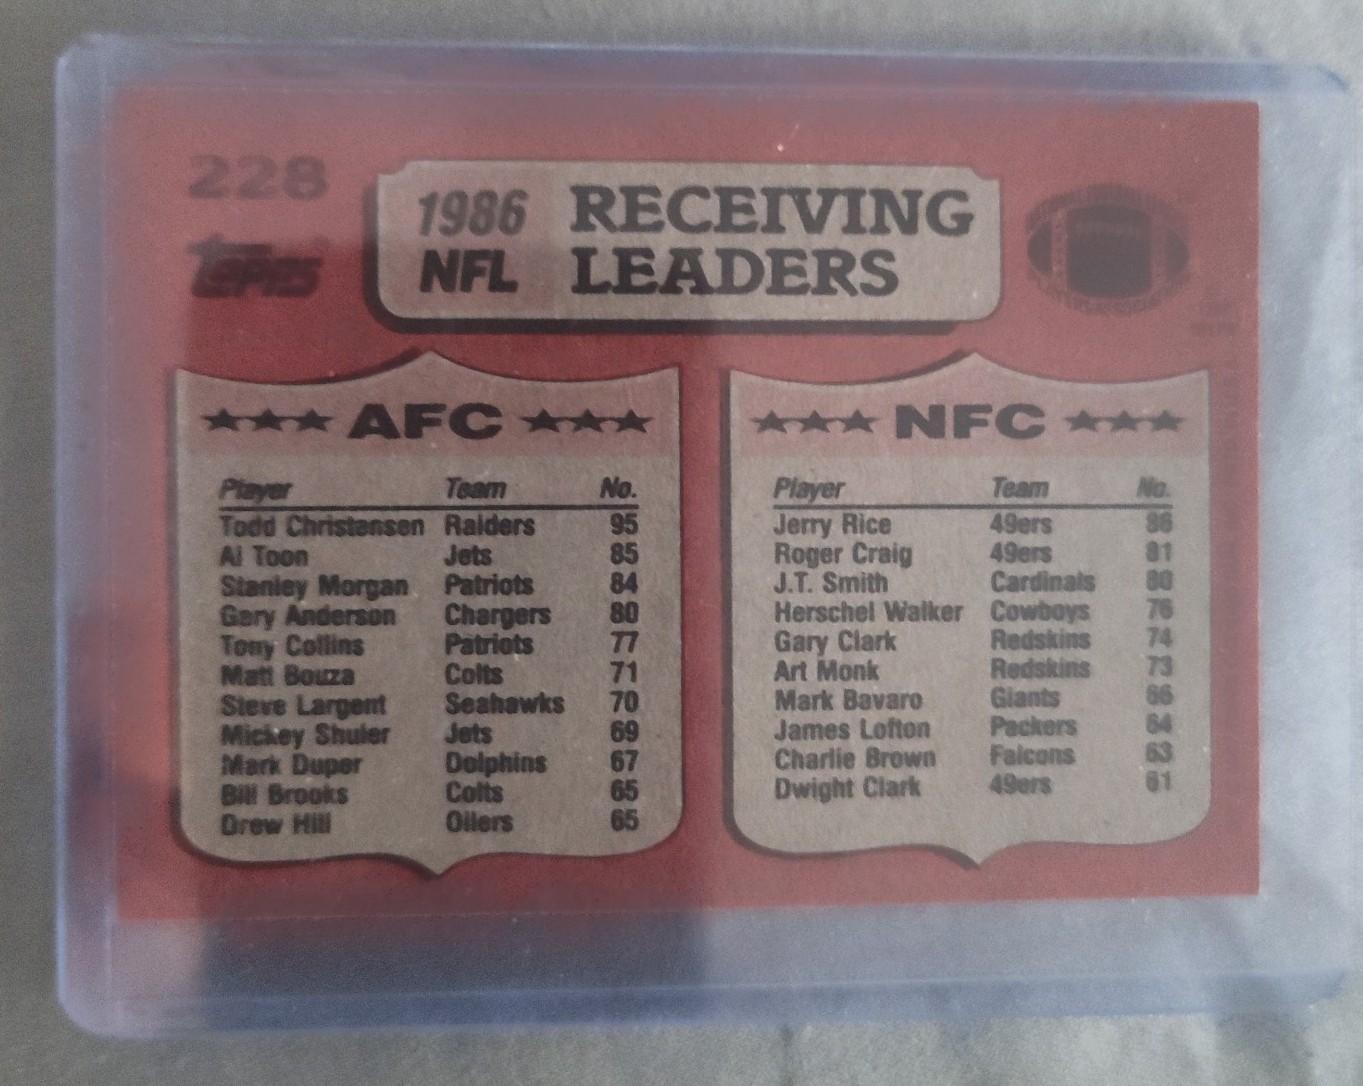 228
Topps
1986 NFL RECEIVING LEADERS
AFC
Player Team No.
Todd Christensen Raiders 95
Al Toon Jets 85
Stanley Morgan Patriots 84
Gary Anderson Chargers 80
Tony Collins Patriots 77
Matt Bouza Colts 71
Steve Largent Seahawks 70
Mickey Shuler Jets 69
Mark Duper Dolphins 67
Bill Brooks Colts 65
Drew Hill Oilers 65
NFC
Player Team No.
Jerry Rice 49ers 86
Roger Craig 49ers 81
J.T. Smith Cardinals 80
Herschel Walker Cowboys 76
Gary Clark Redskins 74
Art Monk Redskins 73
Mark Bavaro Giants 66
James Lofton Packers 64
Charlie Brown Falcons 63
Dwight Clark 49ers 61